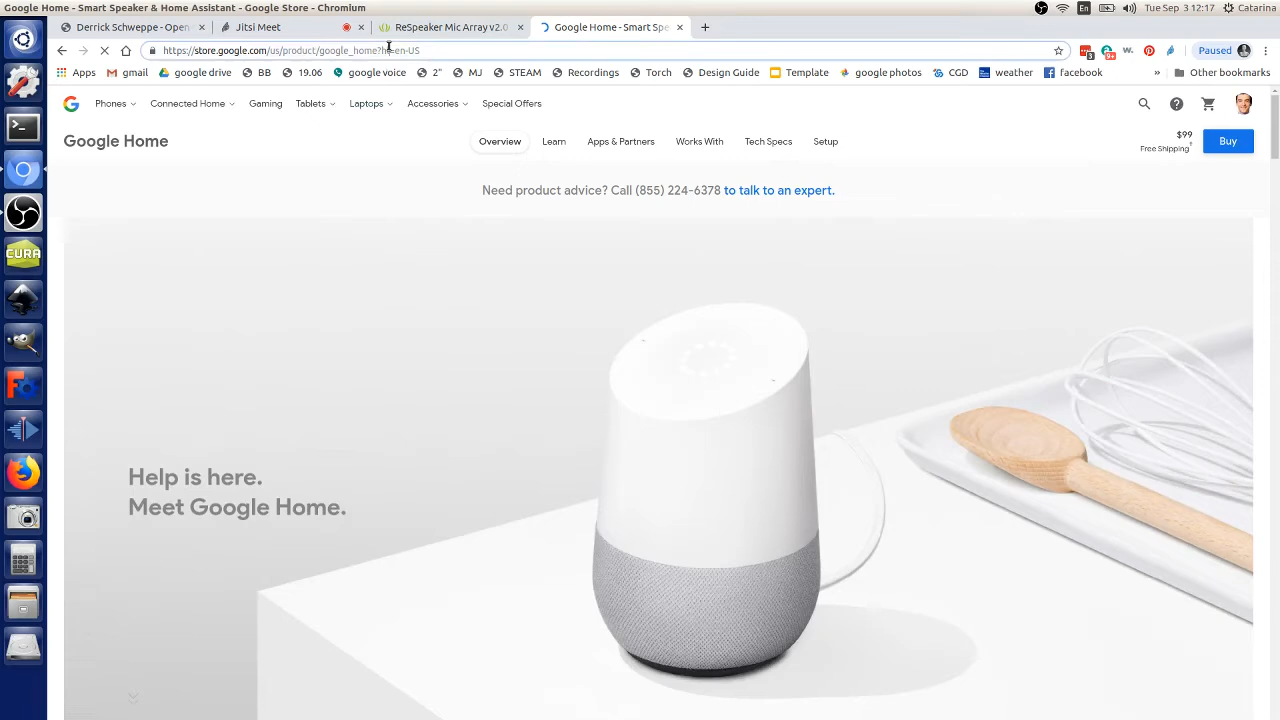 Google Home - Smart Speaker & Home Assistant - Google Store - Chromium
En
Tue Sep 3 12:17
Catarina
Derrick Schweppe - Open
Jitsi Meet
ReSpeaker Mic Array v2.0
Google Home - Smart Spe
https://store.google.com/us/product/google_home?hl=en-US
3
9+
Paused
Apps
gmail
google drive
BB
19.06
google voice
2"
MJ
STEAM
Recordings
Torch
Design Guide
Template
google photos
CGD
weather
facebook
»
Other bookmarks
Phones
Connected Home
Gaming
Tablets
Laptops
Accessories
Special Offers
Google Home
Overview
Learn
Apps & Partners
Works With
Tech Specs
Setup
$99
Free Shipping†
Buy
Need product advice? Call (855) 224-6378 to talk to an expert.
CURA
Help is here.
Meet Google Home.